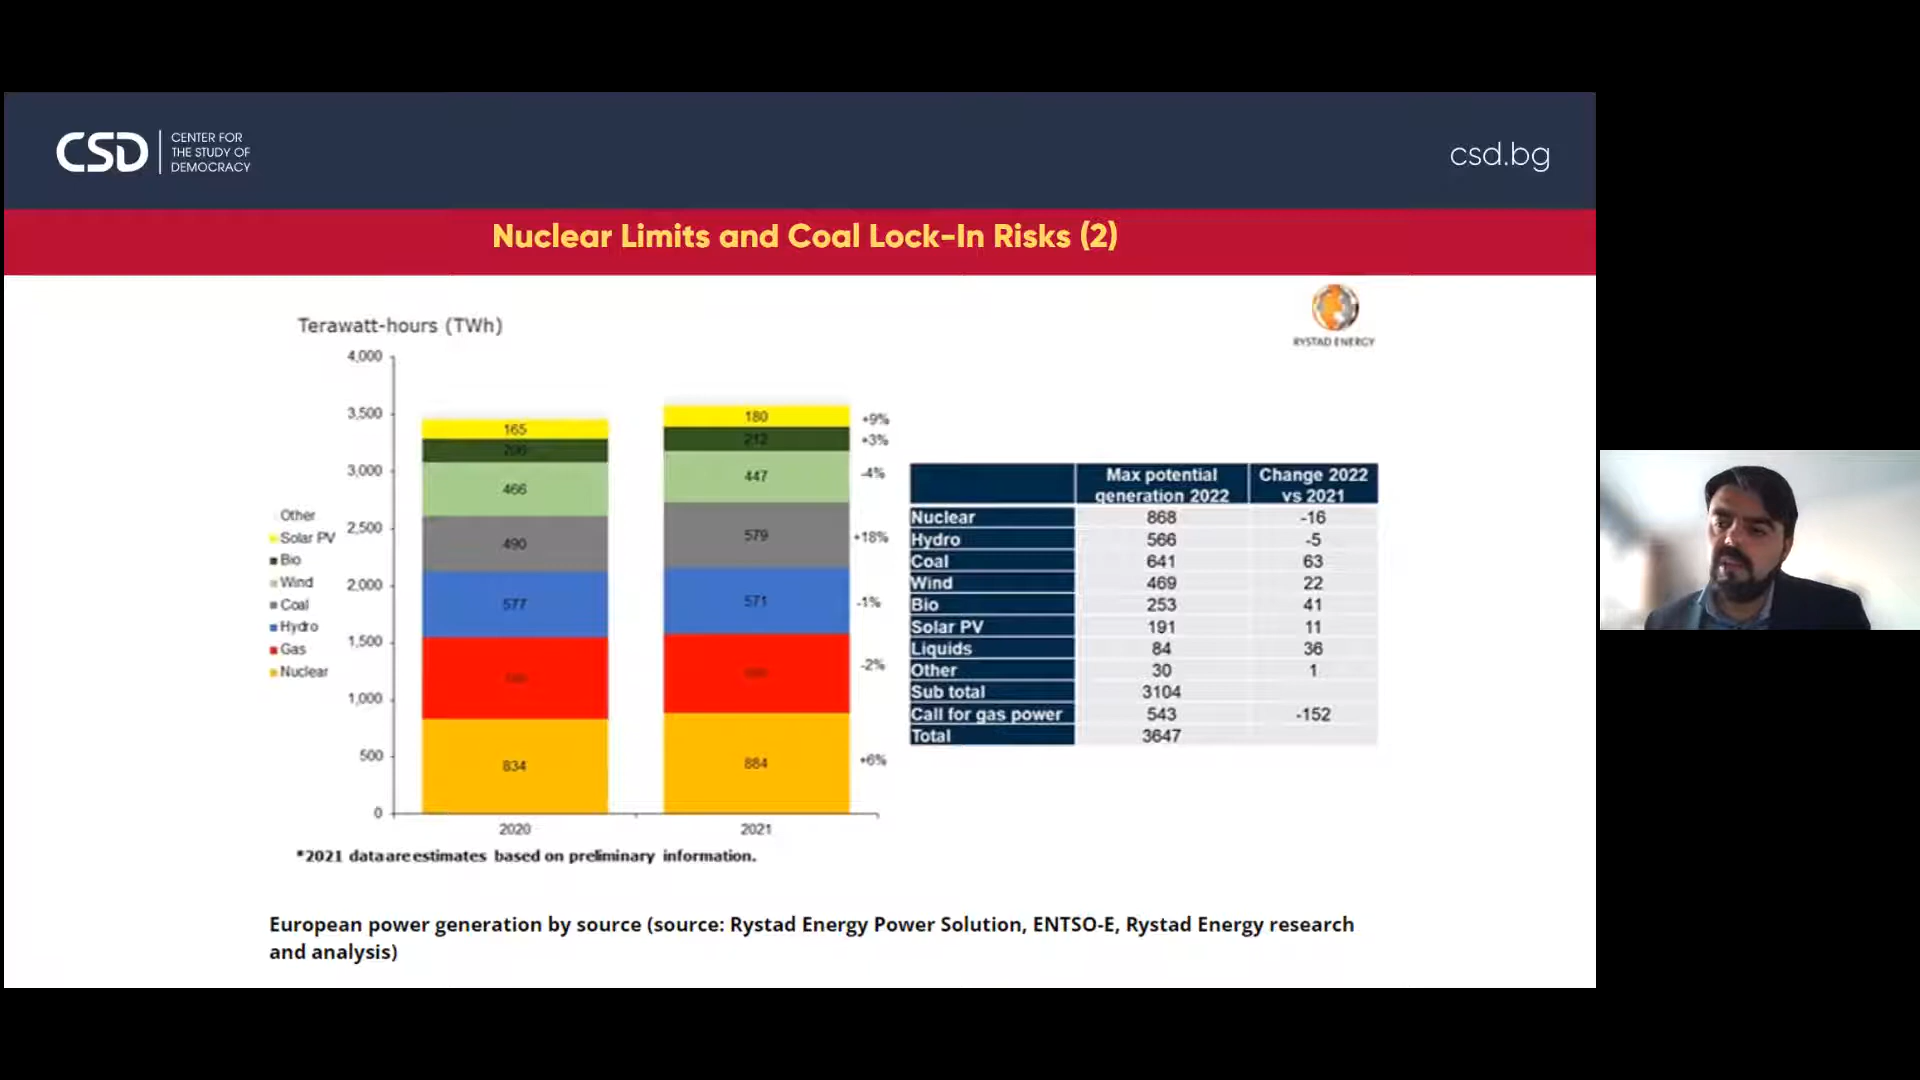 CSD
CENTER FOR
THE STUDY OF
DEMOCRACY
csd.bg
Nuclear Limits and Coal Lock-In Risks (2)
RYSTAD ENERGY
Terawatt-hours (TWh)
4,000
3,500
3,000
2,500
2,000
1,500
1,000
500
0
Other
Solar PV
Bio
Wind
Coal
Hydro
Gas
Nuclear
165
466
490
577
834
2020
180
212
447
579
571
884
2021
+9%
+3%
-4%
+18%
-1%
-2%
+6%
Max potential generation 2022 Change 2022 vs 2021
Nuclear 868 -16
Hydro 566 -5
Coal 641 63
Wind 469 22
Bio 253 41
Solar PV 191 11
Liquids 84 36
Other 30 1
Sub total 3104
Call for gas power 543 -152
Total 3647
*2021 data are estimates based on preliminary information.
European power generation by source (source: Rystad Energy Power Solution, ENTSO-E, Rystad Energy research
and analysis)